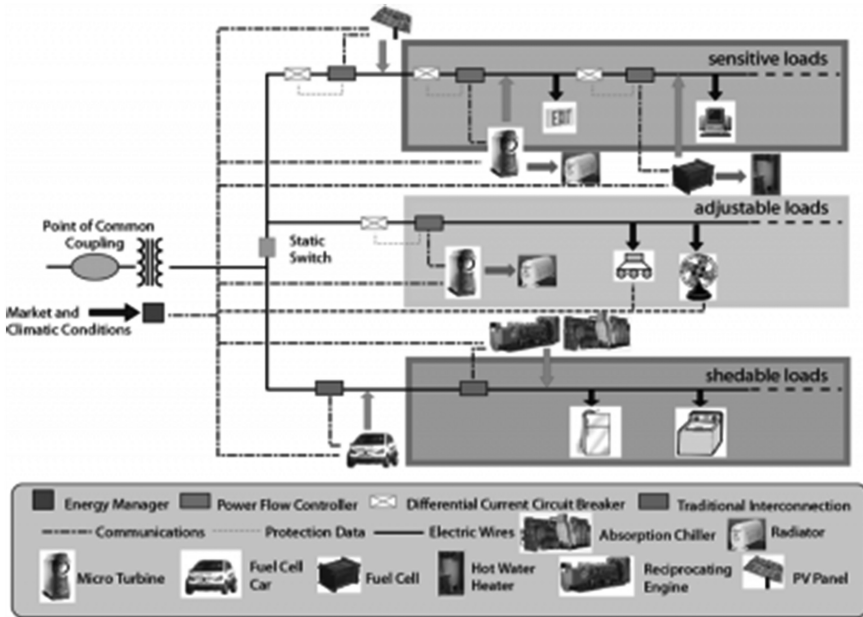 sensitive loads
EXIT
adjustable loads
Point of Common
Coupling
Static
Switch
Market and
Climatic Conditions
shedable loads
Energy Manager
Power Flow Controller
Differential Current Circuit Breaker
Traditional Interconnection
Communications
Protection Data
Electric Wires
Absorption Chiller
Radiator
Micro Turbine
Fuel Cell
Car
Fuel Cell
Hot Water
Heater
Reciprocating
Engine
PV Panel